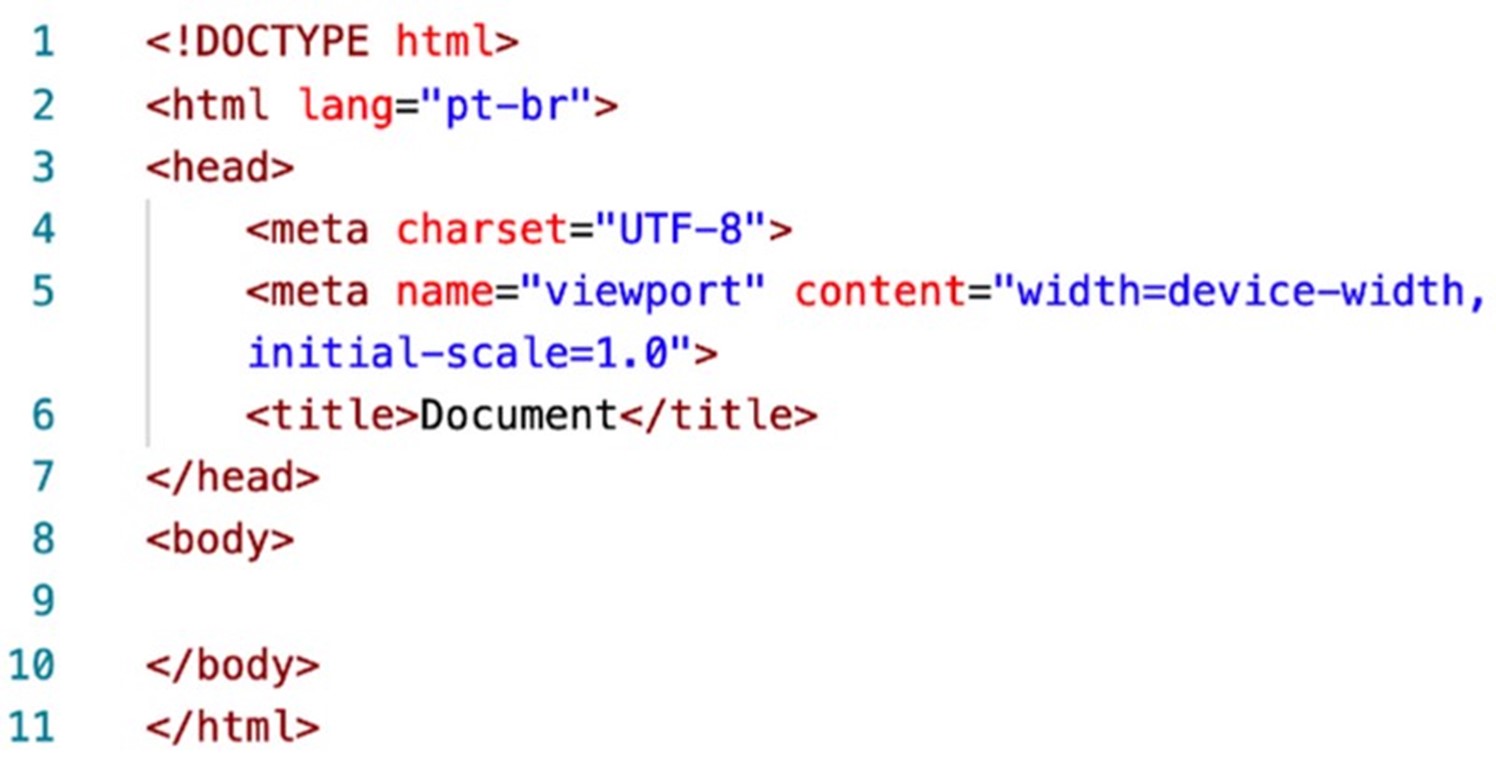 1 <!DOCTYPE html>
2 <html lang="pt-br">
3 <head>
4 <meta charset="UTF-8">
5 <meta name="viewport" content="width=device-width,
initial-scale=1.0">
6 <title>Document</title>
7 </head>
8 <body>
9
10 </body>
11 </html>